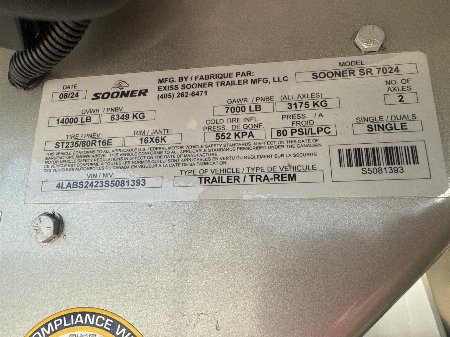 SOONER
MFG. BY / FABRIQUE PAR:
EXISS SOONER TRAILER MFG, LLC
(405) 262-6471
MODEL
SOONER SR 7024
DATE
08/24
GVWR / PNBV
14000 LB 6349 KG
GAWR / PNBE (ALL AXLES)
7000 LB 3175 KG
NO. OF AXLES
2
TIRE / PNEU
ST235/80R16E
RIM / JANTE
16X6K
COLD TIRE INFL. PRESS. / A FROID
552 KPA 80 PSI/LPC
SINGLE / DUALS
SINGLE
VIN / NIV
4LABS2423S5081393
TYPE OF VEHICLE / TYPE DE VÉHICULE
TRAILER / TRA-REM
S5081393
COMPLIANCE